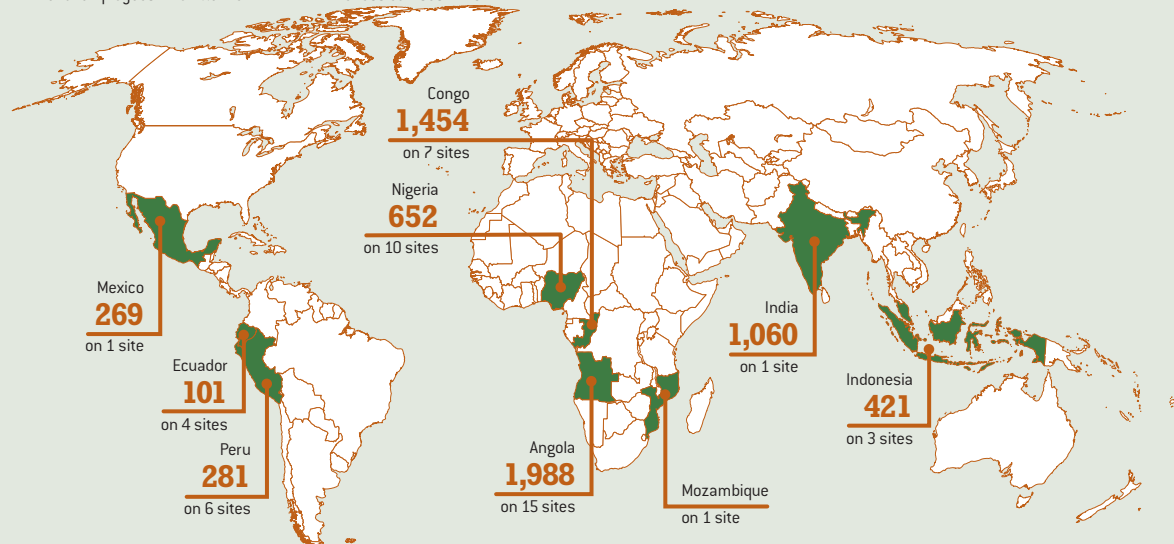 Congo
1,454
on 7 sites
Nigeria
652
on 10 sites
Mexico
269
on 1 site
Ecuador
101
on 4 sites
Peru
281
on 6 sites
Angola
1,988
on 15 sites
Mozambique
on 1 site
India
1,060
on 1 site
Indonesia
421
on 3 sites